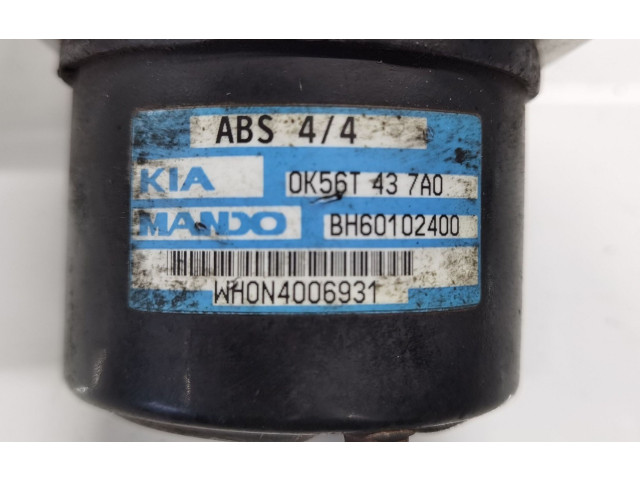 ABS 4/4
KIA 0K56T 43 7A0
MANDO BH60102400
WH0N4006931